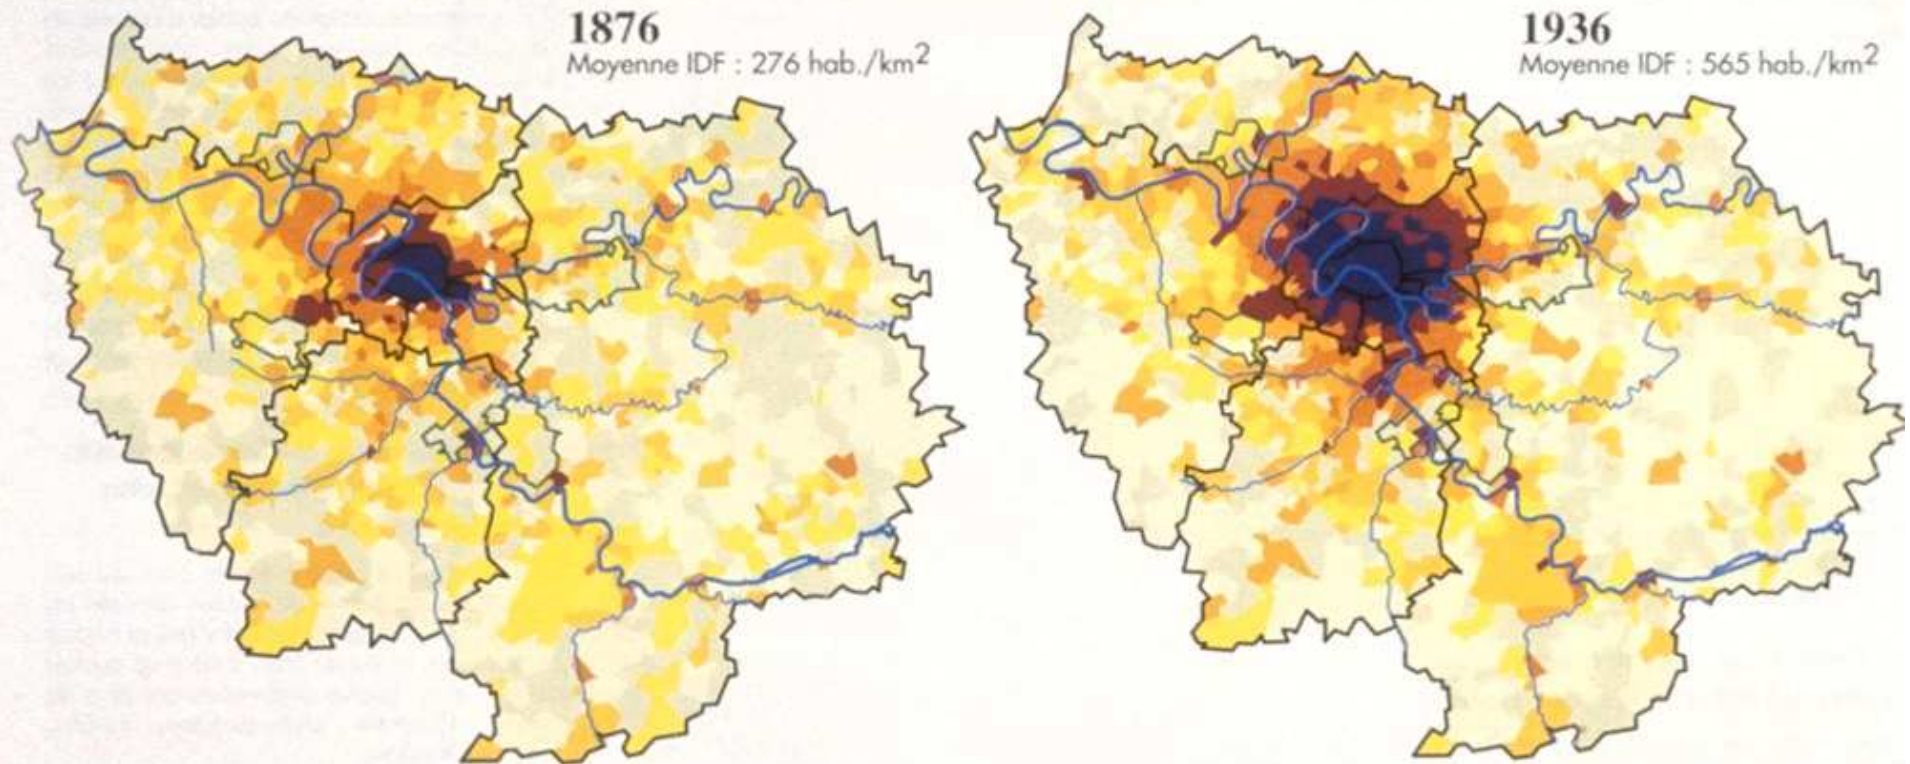 1876
Moyenne IDF : 276 hab./km²
1936
Moyenne IDF : 565 hab./km²